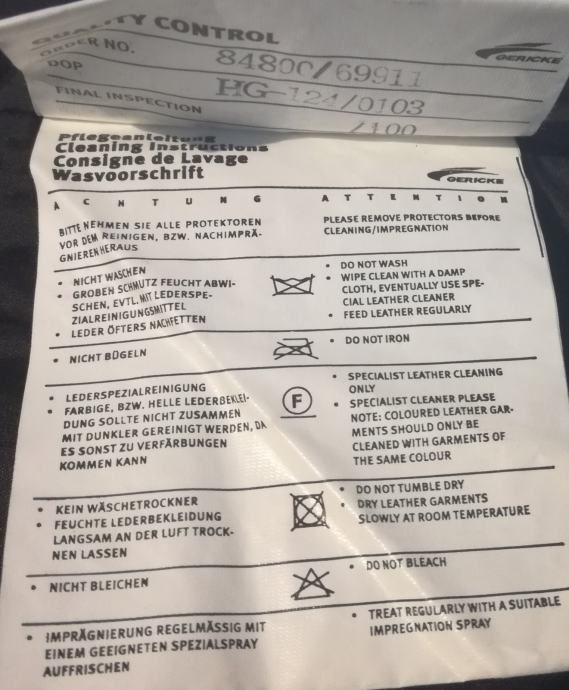 QUALITY CONTROL
GERICKE
ORDER NO. 84800/69911
DOP HG-124/0103
FINAL INSPECTION /100
Pflegeanleitung
Cleaning Instructions
Consigne de Lavage
Wasvoorschrift
GERICKE
ACHTUNG
BITTE NEHMEN SIE ALLE PROTEKTOREN
VOR DEM REINIGEN, BZW. NACHIMPRÄ-
GNIEREN HERAUS
ATTENTION
PLEASE REMOVE PROTECTORS BEFORE
CLEANING/IMPREGNATION
• NICHT WASCHEN
• GROBEN SCHMUTZ FEUCHT ABWI-
SCHEN, EVTL. MIT LEDERSPE-
ZIALREINIGUNGSMITTEL
• LEDER ÖFTERS NACHFETTEN
• DO NOT WASH
• WIPE CLEAN WITH A DAMP
CLOTH, EVENTUALLY USE SPE-
CIAL LEATHER CLEANER
• FEED LEATHER REGULARLY
• NICHT BÜGELN
• DO NOT IRON
• LEDERSPEZIALREINIGUNG
• FARBIGE, BZW. HELLE LEDERBEKLEI-
DUNG SOLLTE NICHT ZUSAMMEN
MIT DUNKLER GEREINIGT WERDEN, DA
ES SONST ZU VERFÄRBUNGEN
KOMMEN KANN
F
• SPECIALIST LEATHER CLEANING
ONLY
• SPECIALIST CLEANER PLEASE
NOTE: COLOURED LEATHER GAR-
MENTS SHOULD ONLY BE
CLEANED WITH GARMENTS OF
THE SAME COLOUR
• KEIN WÄSCHETROCKNER
• FEUCHTE LEDERBEKLEIDUNG
LANGSAM AN DER LUFT TROCK-
NEN LASSEN
• DO NOT TUMBLE DRY
• DRY LEATHER GARMENTS
SLOWLY AT ROOM TEMPERATURE
• NICHT BLEICHEN
• DO NOT BLEACH
• IMPRÄGNIERUNG REGELMÄSSIG MIT
EINEM GEEIGNETEN SPEZIALSPRAY
AUFFRISCHEN
• TREAT REGULARLY WITH A SUITABLE
IMPREGNATION SPRAY